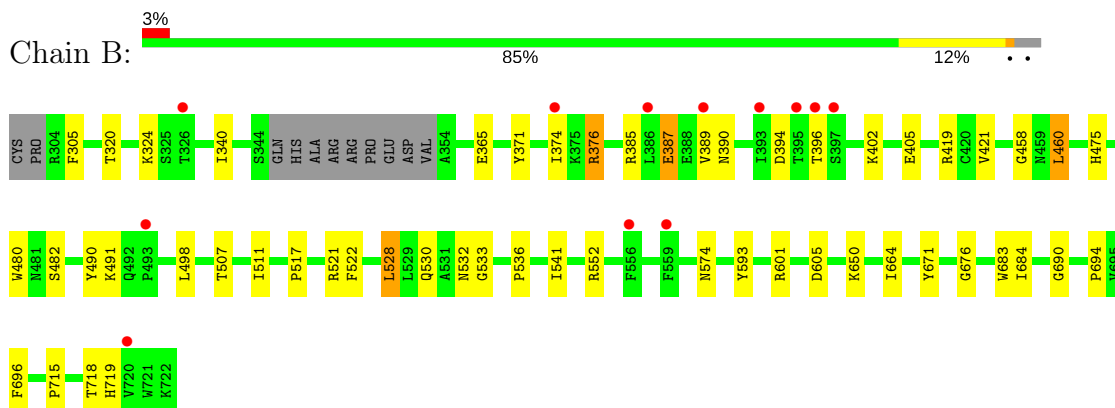 3%
Chain B:
85% 12% • •
CYS PRO R304 F305 T320 K324 S325 T326 I340 S344 GLN HIS ALA ARG ARG PRO GLU ASP VAL A354 E365 Y371 I374 K375 R376 R385 L386 E387 E388 V389 N390 I393 D394 T395 T396 S397 K402 E405 R419 C420 V421 G458 N459 L460 H475
W480 N481 S482 Y490 K491 Q492 P493 L498 T507 I511 P517 R521 F522 L528 L529 Q530 A531 N532 G533 P536 I541 R552 F556 F559 N574 Y593 R601 D605 K650 I664 Y671 G676 W683 I684 G690 P694 V695
F696 P715 T718 H719 V720 W721 K722